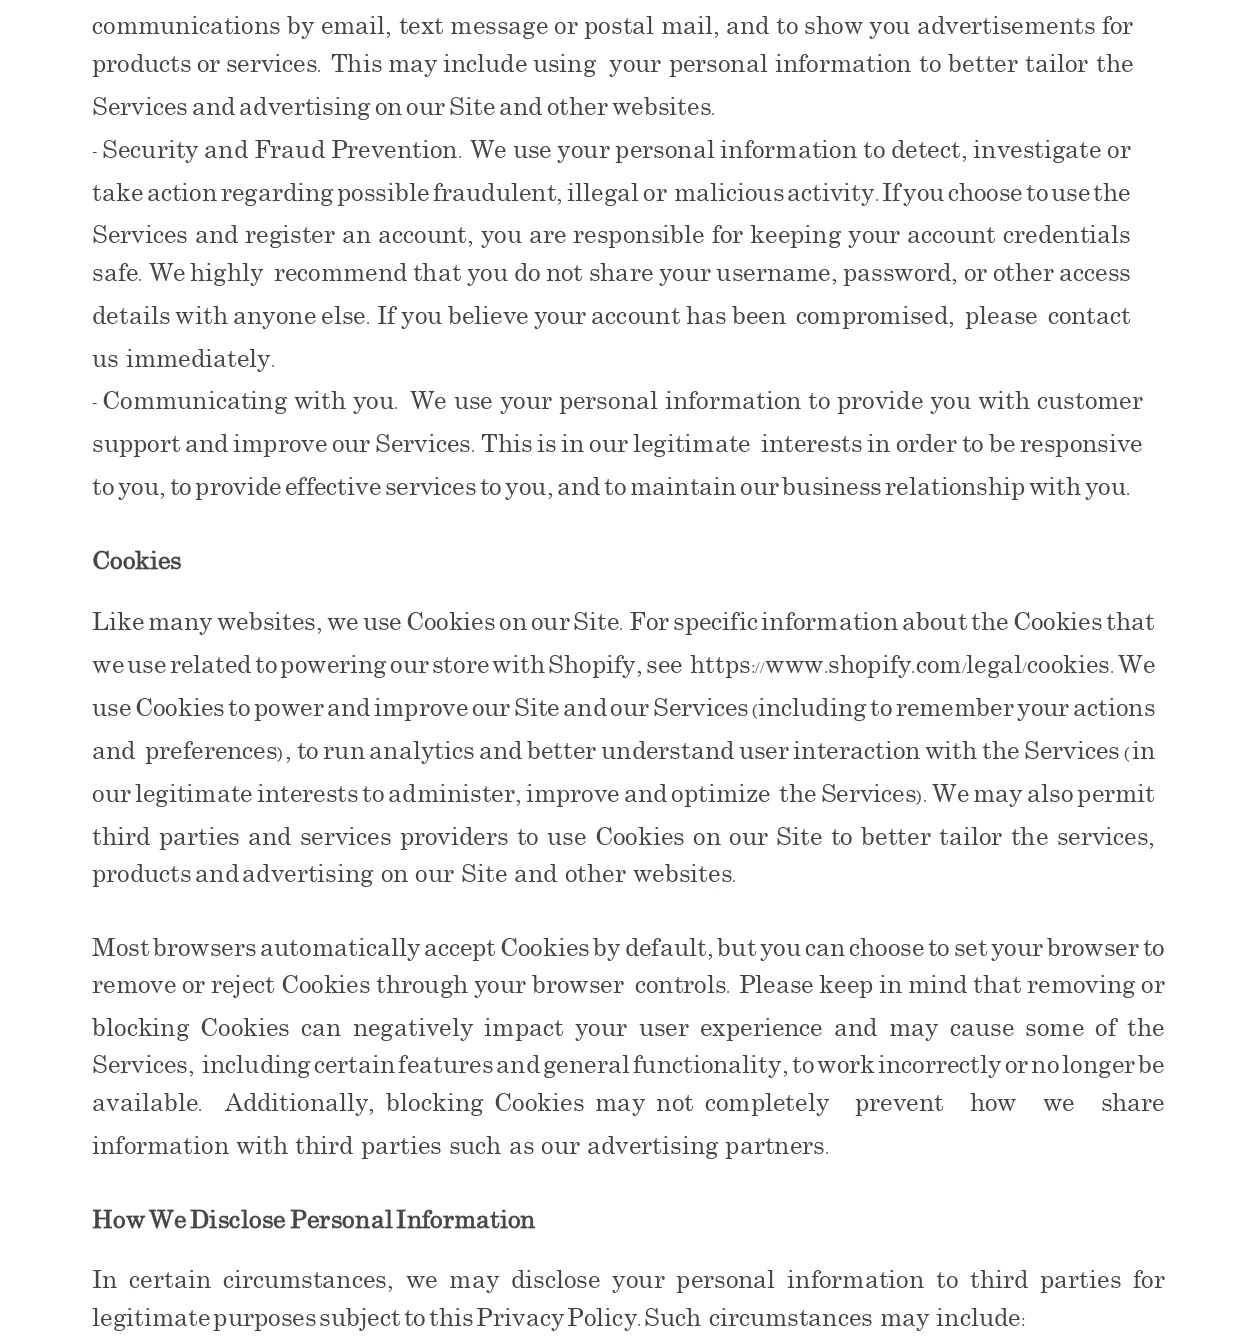 communications by email, text message or postal mail, and to show you advertisements for
products or services. This may include using your personal information to better tailor the
Services and advertising on our Site and other websites.
- Security and Fraud Prevention. We use your personal information to detect, investigate or
take action regarding possible fraudulent, illegal or malicious activity. If you choose to use the
Services and register an account, you are responsible for keeping your account credentials
safe. We highly recommend that you do not share your username, password, or other access
details with anyone else. If you believe your account has been compromised, please contact
us immediately.
- Communicating with you. We use your personal information to provide you with customer
support and improve our Services. This is in our legitimate interests in order to be responsive
to you, to provide effective services to you, and to maintain our business relationship with you.
Cookies
Like many websites, we use Cookies on our Site. For specific information about the Cookies that
we use related to powering our store with Shopify, see https://www.shopify.com/legal/cookies. We
use Cookies to power and improve our Site and our Services (including to remember your actions
and preferences), to run analytics and better understand user interaction with the Services (in
our legitimate interests to administer, improve and optimize the Services). We may also permit
third parties and services providers to use Cookies on our Site to better tailor the services,
products and advertising on our Site and other websites.
Most browsers automatically accept Cookies by default, but you can choose to set your browser to
remove or reject Cookies through your browser controls. Please keep in mind that removing or
blocking Cookies can negatively impact your user experience and may cause some of the
Services, including certain features and general functionality, to work incorrectly or no longer be
available. Additionally, blocking Cookies may not completely prevent how we share
information with third parties such as our advertising partners.
How We Disclose Personal Information
In certain circumstances, we may disclose your personal information to third parties for
legitimate purposes subject to this Privacy Policy. Such circumstances may include: